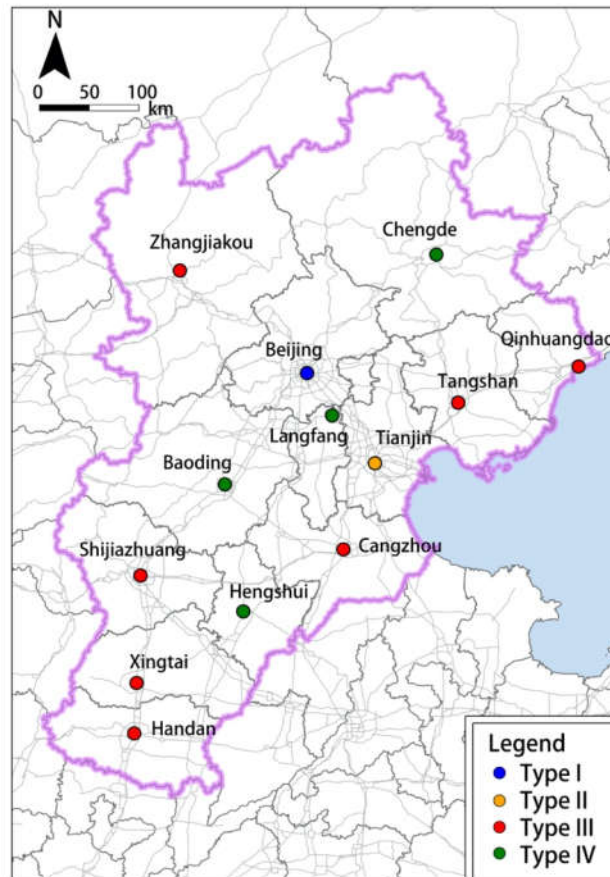 N
0 50 100
km
Chengde
Zhangjiakou
Qinhuangdao
Beijing
Tangshan
Langfang
Tianjin
Baoding
Shijiazhuang
Cangzhou
Hengshui
Xingtai
Handan
Legend
Type I
Type II
Type III
Type IV